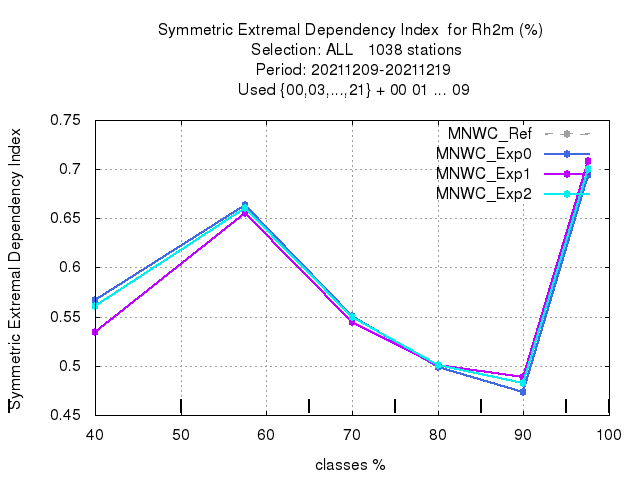 Symmetric Extremal Dependency Index  for Rh2m (%)
Selection: ALL   1038 stations
Period: 20211209-20211219
Used {00,03,...,21} + 00 01 ... 09
Symmetric Extremal Dependency Index
0.75
0.7
0.65
0.6
0.55
0.5
0.45
MNWC_Ref
MNWC_Exp0
MNWC_Exp1
MNWC_Exp2
40 50 60 70 80 90 100
classes %